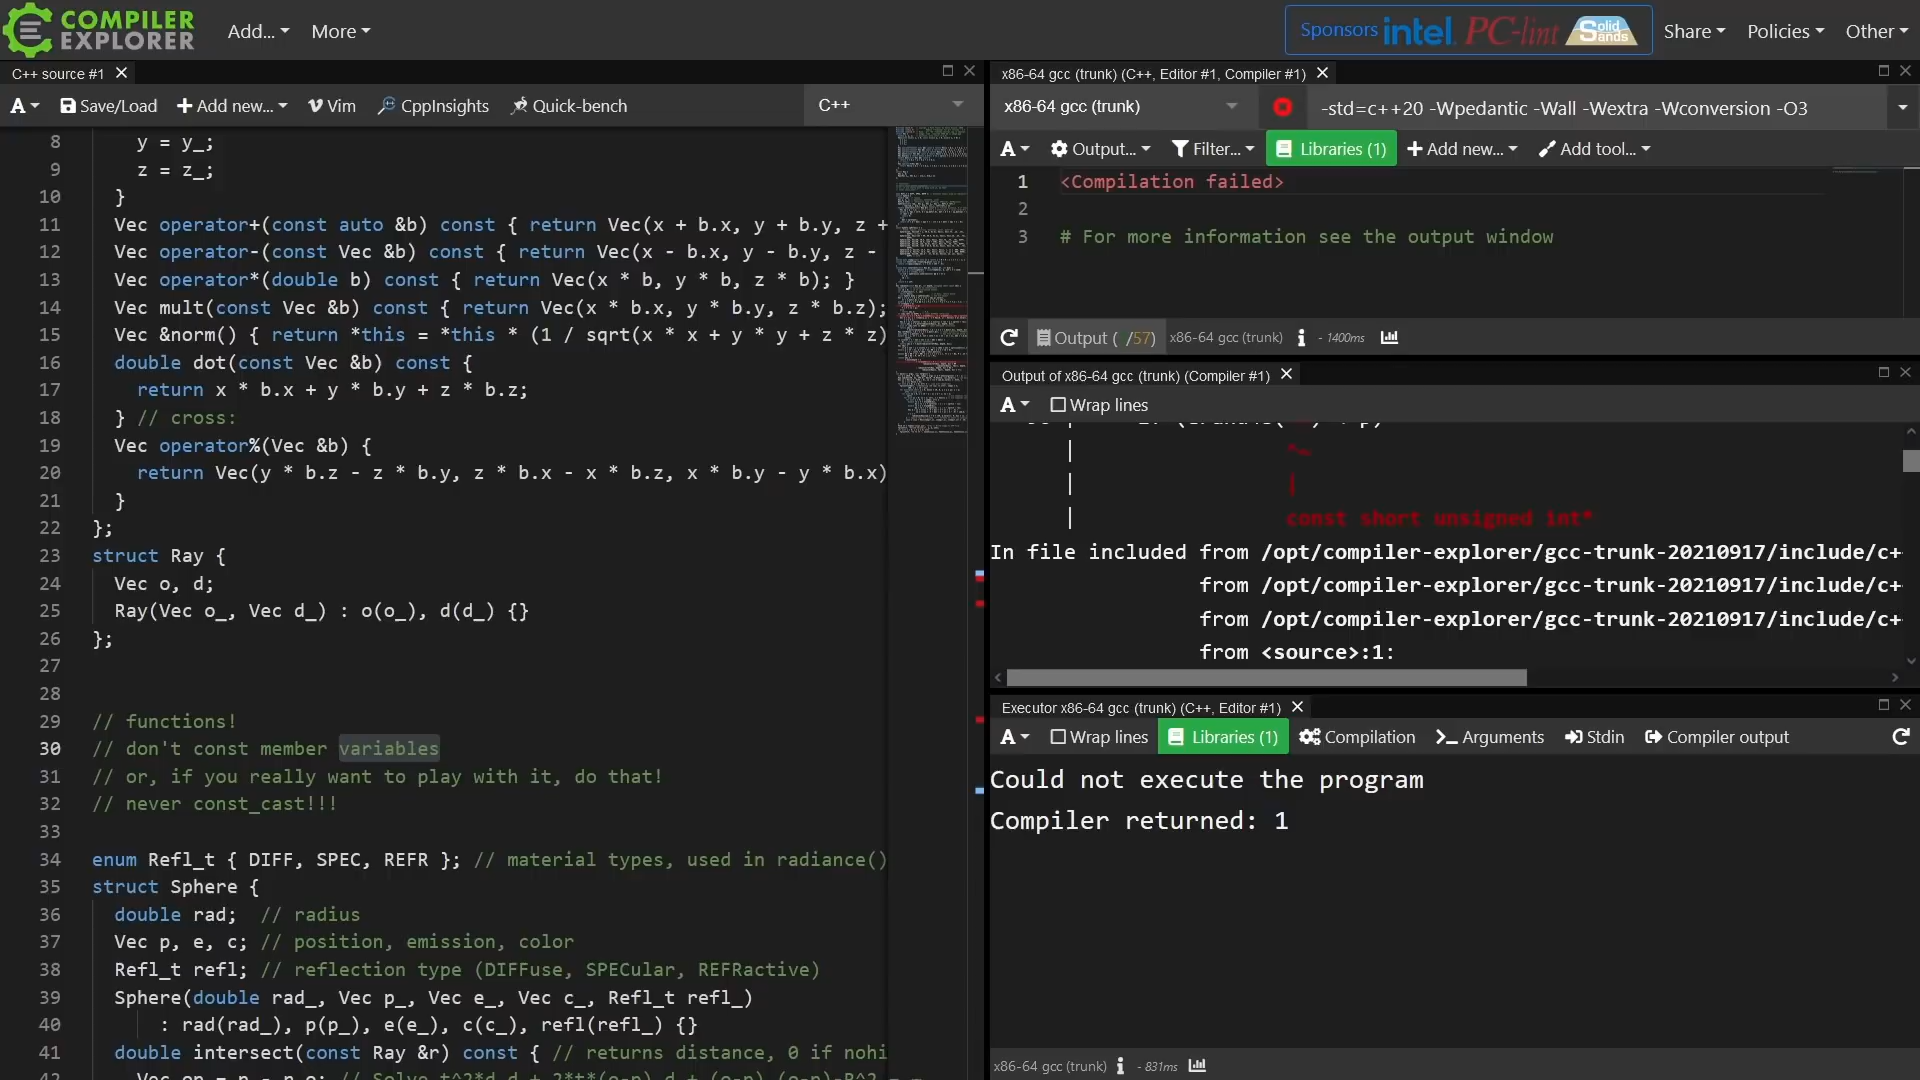 COMPILER
EXPLORER
Add...
More
Sponsors intel. PC-lint Solid Sands
Share
Policies
Other
C++ source #1
A
Save/Load
Add new...
Vim
CppInsights
Quick-bench
C++
8 y = y_;
9 z = z_;
10 }
11 Vec operator+(const auto &b) const { return Vec(x + b.x, y + b.y, z +
12 Vec operator-(const Vec &b) const { return Vec(x - b.x, y - b.y, z -
13 Vec operator*(double b) const { return Vec(x * b, y * b, z * b); }
14 Vec mult(const Vec &b) const { return Vec(x * b.x, y * b.y, z * b.z);
15 Vec &norm() { return *this = *this * (1 / sqrt(x * x + y * y + z * z)
16 double dot(const Vec &b) const {
17 return x * b.x + y * b.y + z * b.z;
18 } // cross:
19 Vec operator%(Vec &b) {
20 return Vec(y * b.z - z * b.y, z * b.x - x * b.z, x * b.y - y * b.x)
21 }
22 };
23 struct Ray {
24 Vec o, d;
25 Ray(Vec o_, Vec d_) : o(o_), d(d_) {}
26 };
27
28
29 // functions!
30 // don't const member variables
31 // or, if you really want to play with it, do that!
32 // never const_cast!!!
33
34 enum Refl_t { DIFF, SPEC, REFR }; // material types, used in radiance()
35 struct Sphere {
36 double rad; // radius
37 Vec p, e, c; // position, emission, color
38 Refl_t refl; // reflection type (DIFFuse, SPECular, REFRactive)
39 Sphere(double rad_, Vec p_, Vec e_, Vec c_, Refl_t refl_)
40 : rad(rad_), p(p_), e(e_), c(c_), refl(refl_) {}
41 double intersect(const Ray &r) const { // returns distance, 0 if nohi
x86-64 gcc (trunk) (C++, Editor #1, Compiler #1)
x86-64 gcc (trunk)
-std=c++20 -Wpedantic -Wall -Wextra -Wconversion -O3
A
Output...
Filter...
Libraries (1)
Add new...
Add tool...
1 <Compilation failed>
2
3 # For more information see the output window
Output ( /57) x86-64 gcc (trunk) - 1400ms
Output of x86-64 gcc (trunk) (Compiler #1)
A
Wrap lines
| ^~
| |
| const short unsigned int*
In file included from /opt/compiler-explorer/gcc-trunk-20210917/include/c+
from /opt/compiler-explorer/gcc-trunk-20210917/include/c+
from /opt/compiler-explorer/gcc-trunk-20210917/include/c+
from <source>:1:
Executor x86-64 gcc (trunk) (C++, Editor #1)
A
Wrap lines
Libraries (1)
Compilation
Arguments
Stdin
Compiler output
Could not execute the program
Compiler returned: 1
x86-64 gcc (trunk) - 831ms